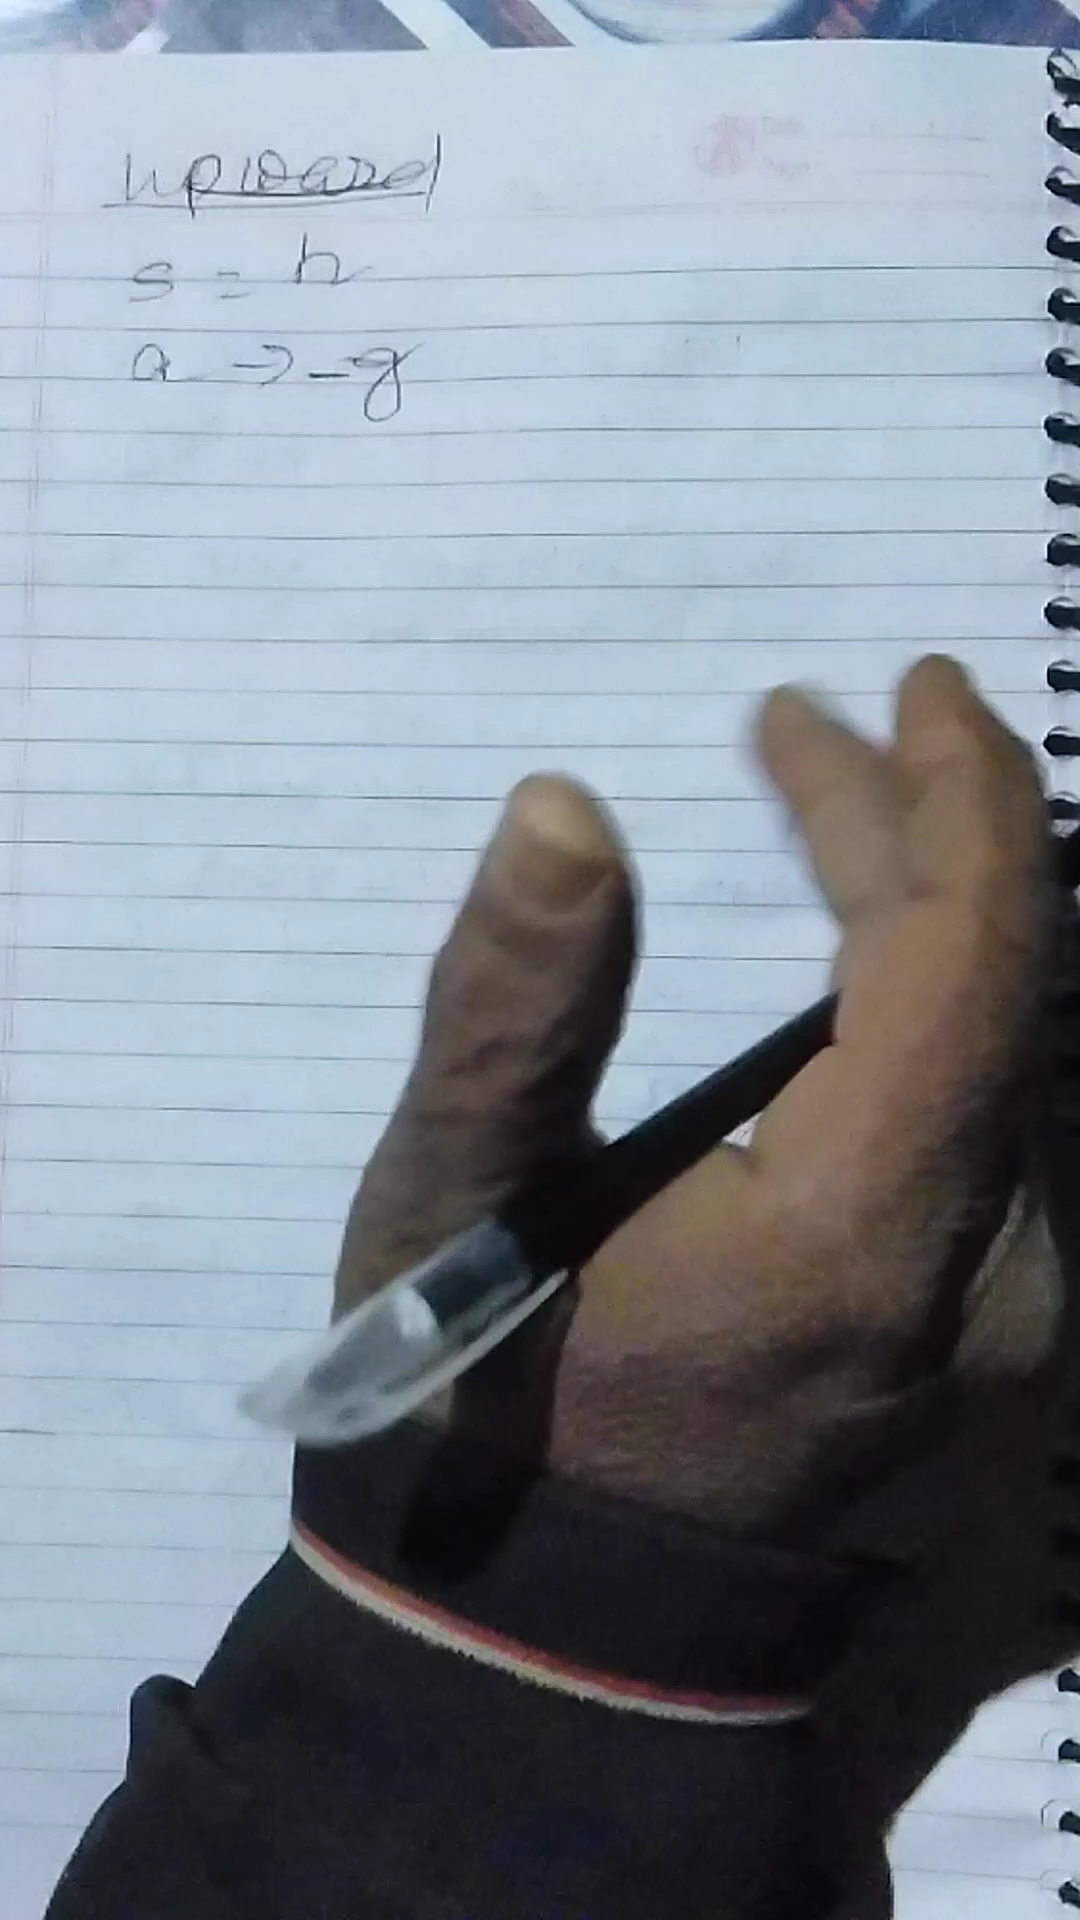 upward
s = h
a → -g